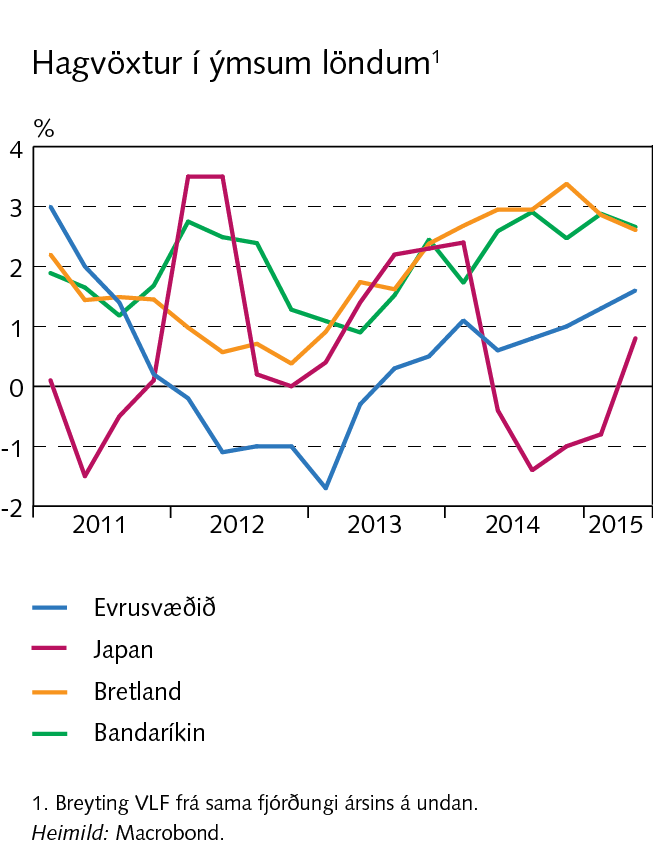 Hagvöxtur í ýmsum löndum¹
%
4
3
2
1
0
-1
-2
2011 2012 2013 2014 2015
Evrusvæðið
Japan
Bretland
Bandaríkin
1. Breyting VLF frá sama fjórðungi ársins á undan.
Heimild: Macrobond.